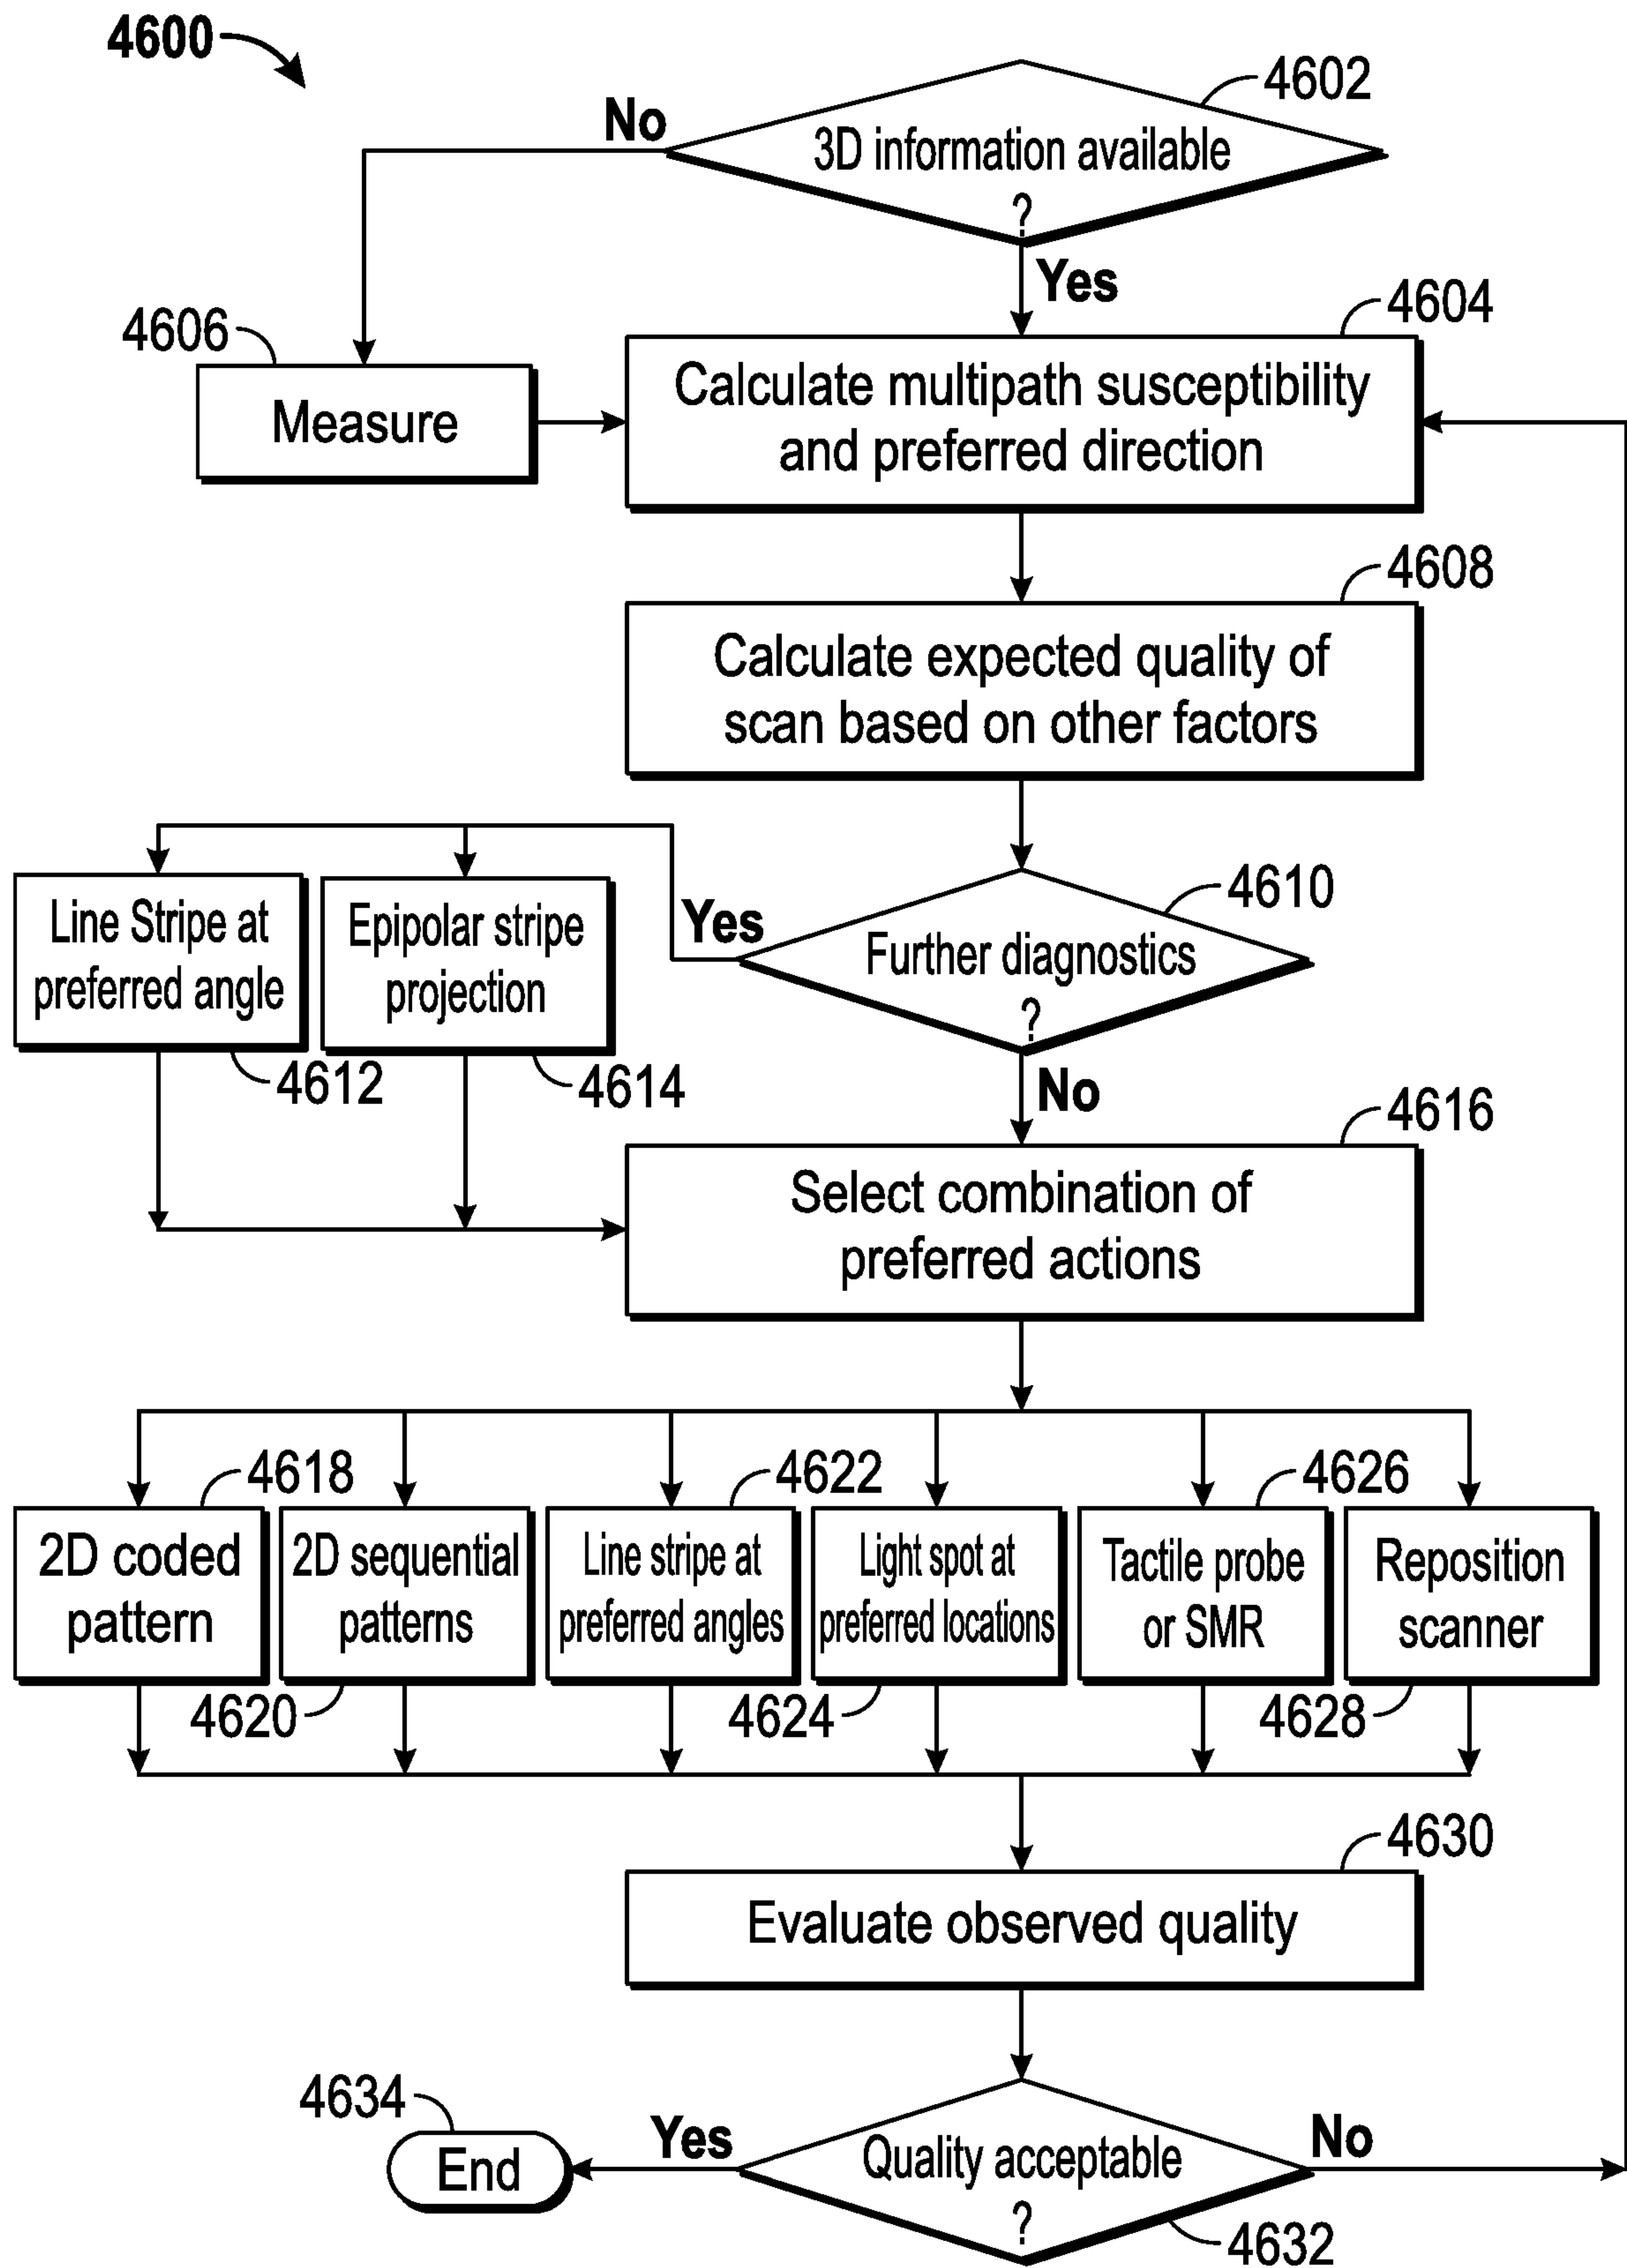 4600
4602
No
3D information available
?
Yes
4604
4606
Calculate multipath susceptibility
and preferred direction
Measure
4608
Calculate expected quality of
scan based on other factors
4610
Yes
Further diagnostics
?
Line Stripe at
preferred angle
Epipolar stripe
projection
4612
4614
No
4616
Select combination of
preferred actions
4618
4622
4626
2D coded
pattern
2D sequential
patterns
Line stripe at
preferred angles
Light spot at
preferred locations
Tactile probe
or SMR
Reposition
scanner
4620
4624
4628
4630
Evaluate observed quality
4634
End
Yes
Quality acceptable
?
No
4632